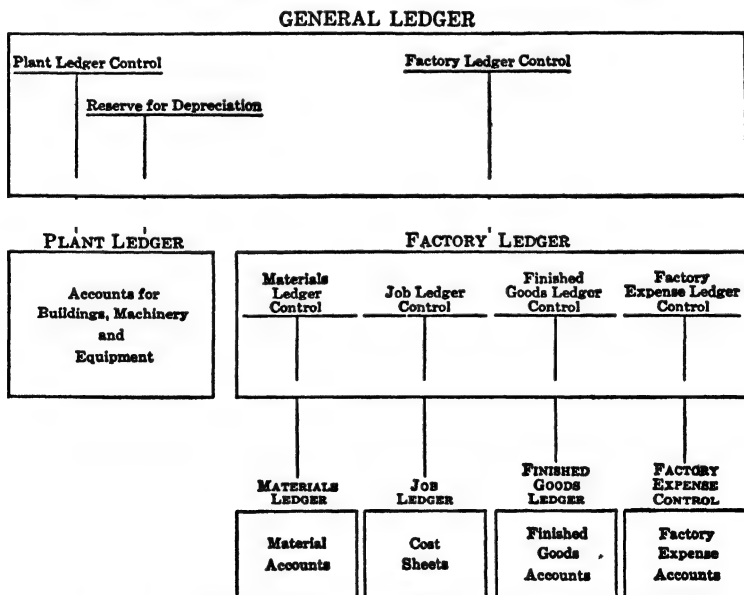 GENERAL LEDGER
Plant Ledger Control
Factory Ledger Control
Reserve for Depreciation
PLANT LEDGER
FACTORY LEDGER
Accounts for
Buildings, Machinery
and
Equipment
Materials
Ledger
Control
Job Ledger
Control
Finished
Goods Ledger
Control
Factory
Expense Ledger
Control
MATERIALS
LEDGER
JOB
LEDGER
FINISHED
GOODS
LEDGER
FACTORY
EXPENSE
CONTROL
Material
Accounts
Cost
Sheets
Finished
Goods
Accounts
Factory
Expense
Accounts